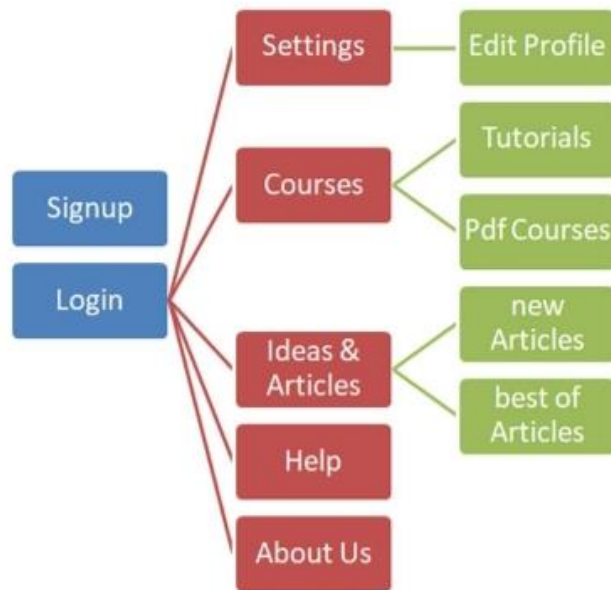 Signup
Login
Settings
Courses
Ideas &
Articles
Help
About Us
Edit Profile
Tutorials
Pdf Courses
new
Articles
best of
Articles